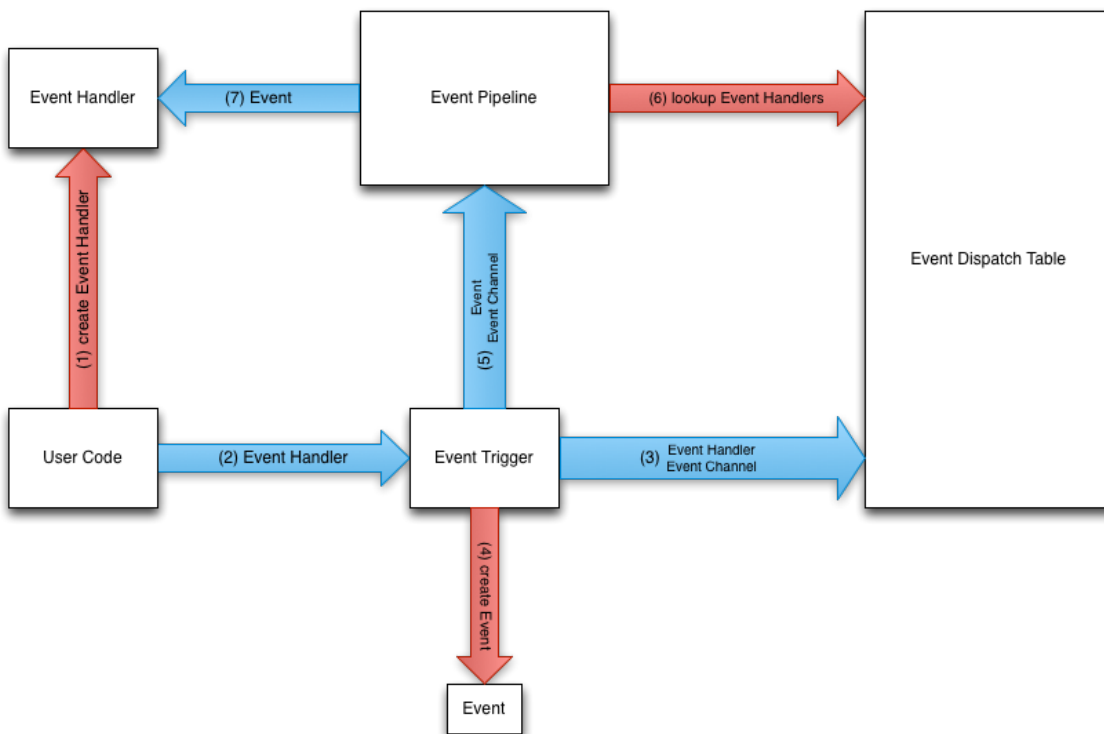 Event Handler
(7) Event
Event Pipeline
(6) lookup Event Handlers
Event Dispatch Table
(1) create Event Handler
(5)
Event
Event Channel
User Code
(2) Event Handler
Event Trigger
(3)
Event Handler
Event Channel
(4) create Event
Event